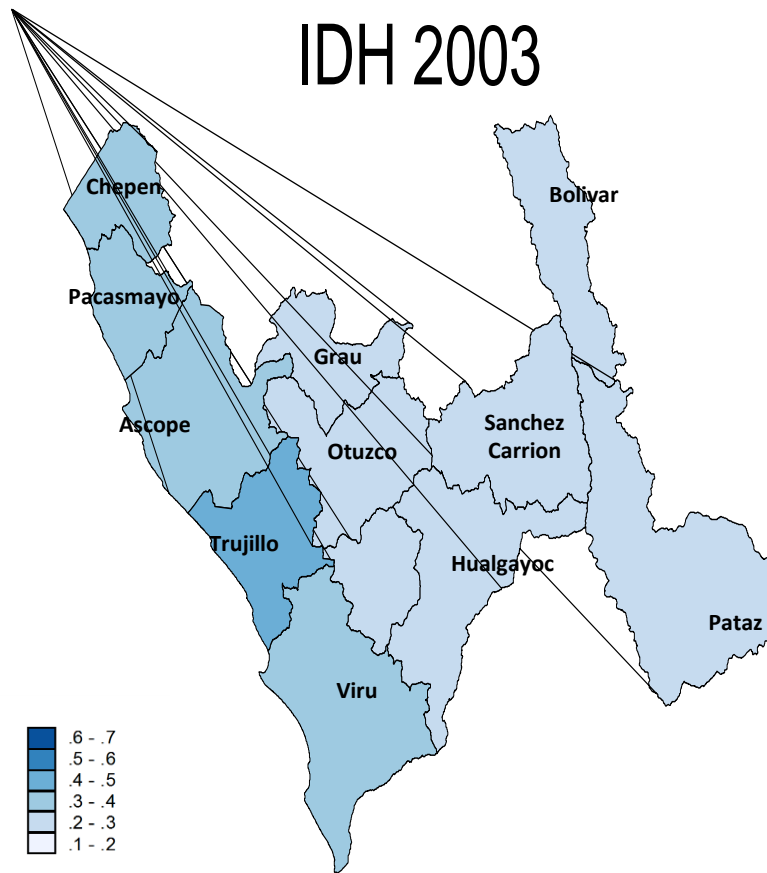 IDH 2003
Chepen
Bolivar
Pacasmayo
Grau
Ascope
Otuzco
Sanchez
Carrion
Trujillo
Hualgayoc
Pataz
Viru
.6 - .7
.5 - .6
.4 - .5
.3 - .4
.2 - .3
.1 - .2